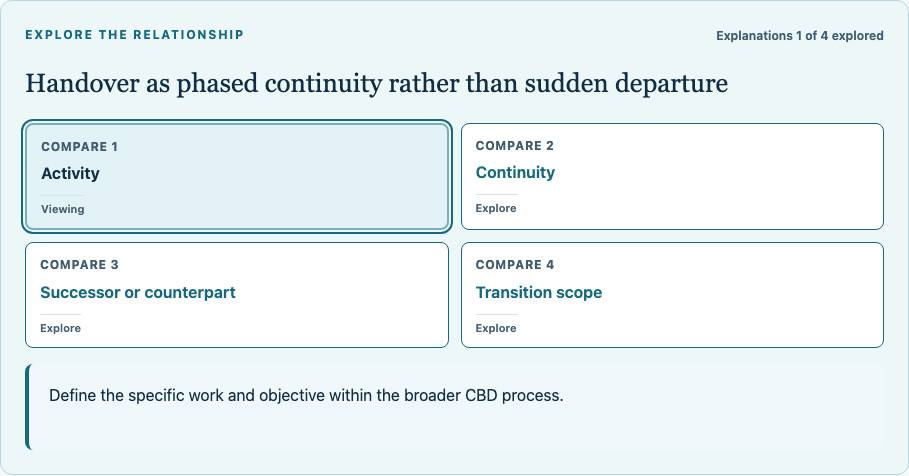 EXPLORE THE RELATIONSHIP
Explanations 1 of 4 explored
Handover as phased continuity rather than sudden departure
COMPARE 1
Activity
Viewing
COMPARE 2
Continuity
Explore
COMPARE 3
Successor or counterpart
Explore
COMPARE 4
Transition scope
Explore
Define the specific work and objective within the broader CBD process.